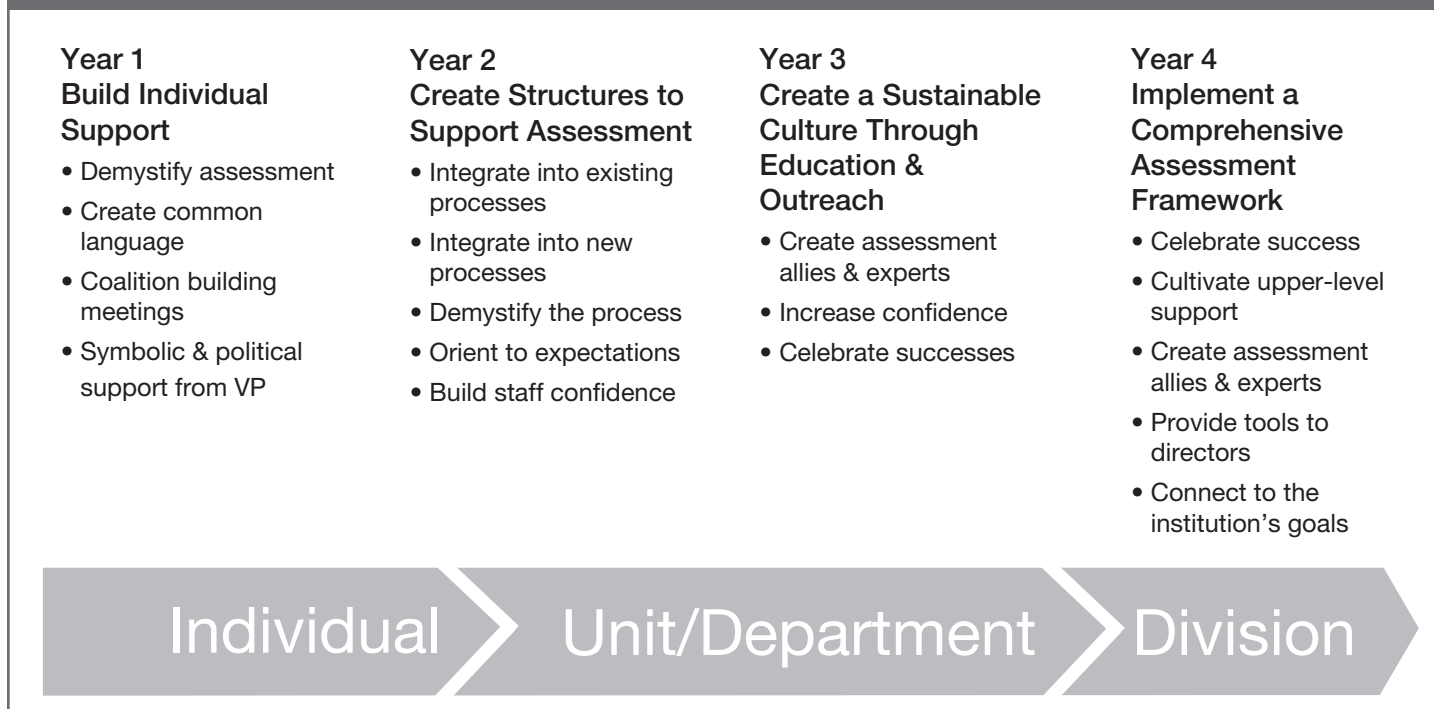 Year 1
Build Individual
Support
• Demystify assessment
• Create common
language
• Coalition building
meetings
• Symbolic & political
support from VP
Year 2
Create Structures to
Support Assessment
• Integrate into existing
processes
• Integrate into new
processes
• Demystify the process
• Orient to expectations
• Build staff confidence
Year 3
Create a Sustainable
Culture Through
Education &
Outreach
• Create assessment
allies & experts
• Increase confidence
• Celebrate successes
Year 4
Implement a
Comprehensive
Assessment
Framework
• Celebrate success
• Cultivate upper-level
support
• Create assessment
allies & experts
• Provide tools to
directors
• Connect to the
institution’s goals
Individual
Unit/Department
Division